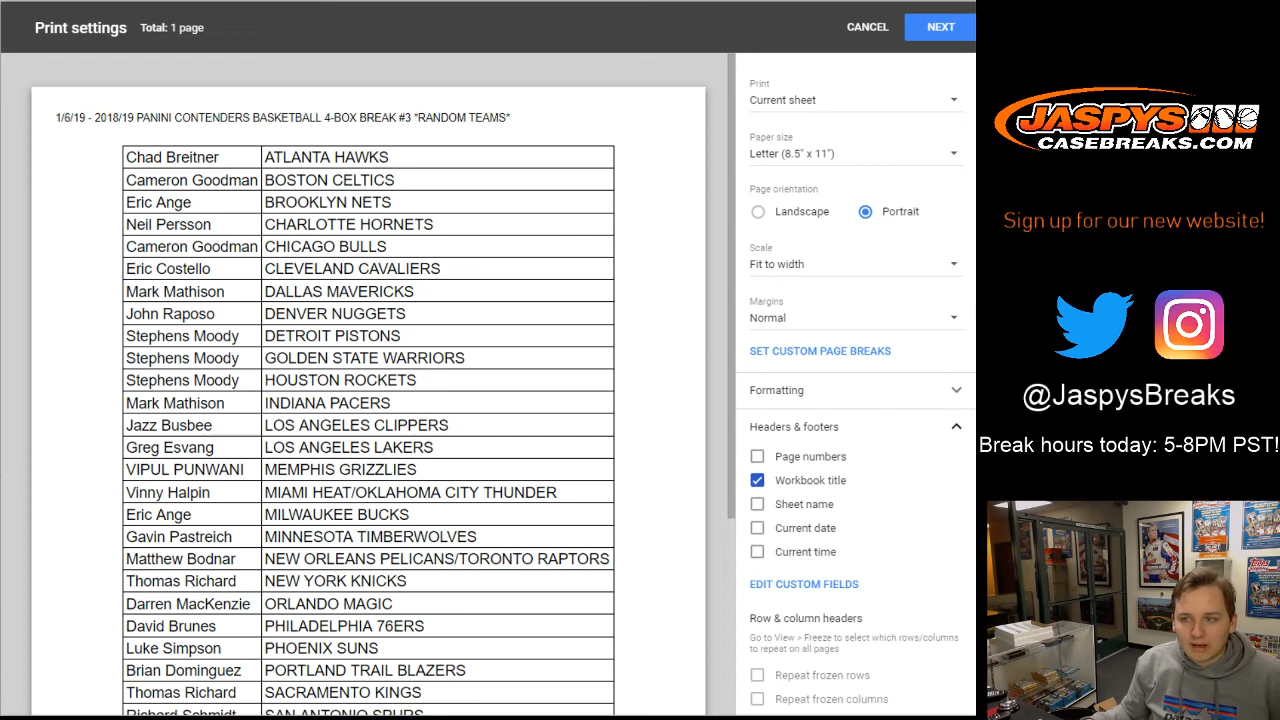 Print settings Total: 1 page CANCEL NEXT
1/6/19 - 2018/19 PANINI CONTENDERS BASKETBALL 4-BOX BREAK #3 *RANDOM TEAMS*
Chad Breitner ATLANTA HAWKS
Cameron Goodman BOSTON CELTICS
Eric Ange BROOKLYN NETS
Neil Persson CHARLOTTE HORNETS
Cameron Goodman CHICAGO BULLS
Eric Costello CLEVELAND CAVALIERS
Mark Mathison DALLAS MAVERICKS
John Raposo DENVER NUGGETS
Stephens Moody DETROIT PISTONS
Stephens Moody GOLDEN STATE WARRIORS
Stephens Moody HOUSTON ROCKETS
Mark Mathison INDIANA PACERS
Jazz Busbee LOS ANGELES CLIPPERS
Greg Esvang LOS ANGELES LAKERS
VIPUL PUNWANI MEMPHIS GRIZZLIES
Vinny Halpin MIAMI HEAT/OKLAHOMA CITY THUNDER
Eric Ange MILWAUKEE BUCKS
Gavin Pastreich MINNESOTA TIMBERWOLVES
Matthew Bodnar NEW ORLEANS PELICANS/TORONTO RAPTORS
Thomas Richard NEW YORK KNICKS
Darren MacKenzie ORLANDO MAGIC
David Brunes PHILADELPHIA 76ERS
Luke Simpson PHOENIX SUNS
Brian Dominguez PORTLAND TRAIL BLAZERS
Thomas Richard SACRAMENTO KINGS
Richard Schmidt SAN ANTONIO SPURS
Print
Current sheet
Paper size
Letter (8.5" x 11")
Page orientation
Landscape Portrait
Scale
Fit to width
Margins
Normal
SET CUSTOM PAGE BREAKS
Formatting
Headers & footers
Page numbers
Workbook title
Sheet name
Current date
Current time
EDIT CUSTOM FIELDS
Row & column headers
Go to View > Freeze to select which rows/columns
to repeat on all pages
Repeat frozen rows
Repeat frozen columns
JASPYS
CASEBREAKS.COM
Sign up for our new website!
@JaspysBreaks
Break hours today: 5-8PM PST!